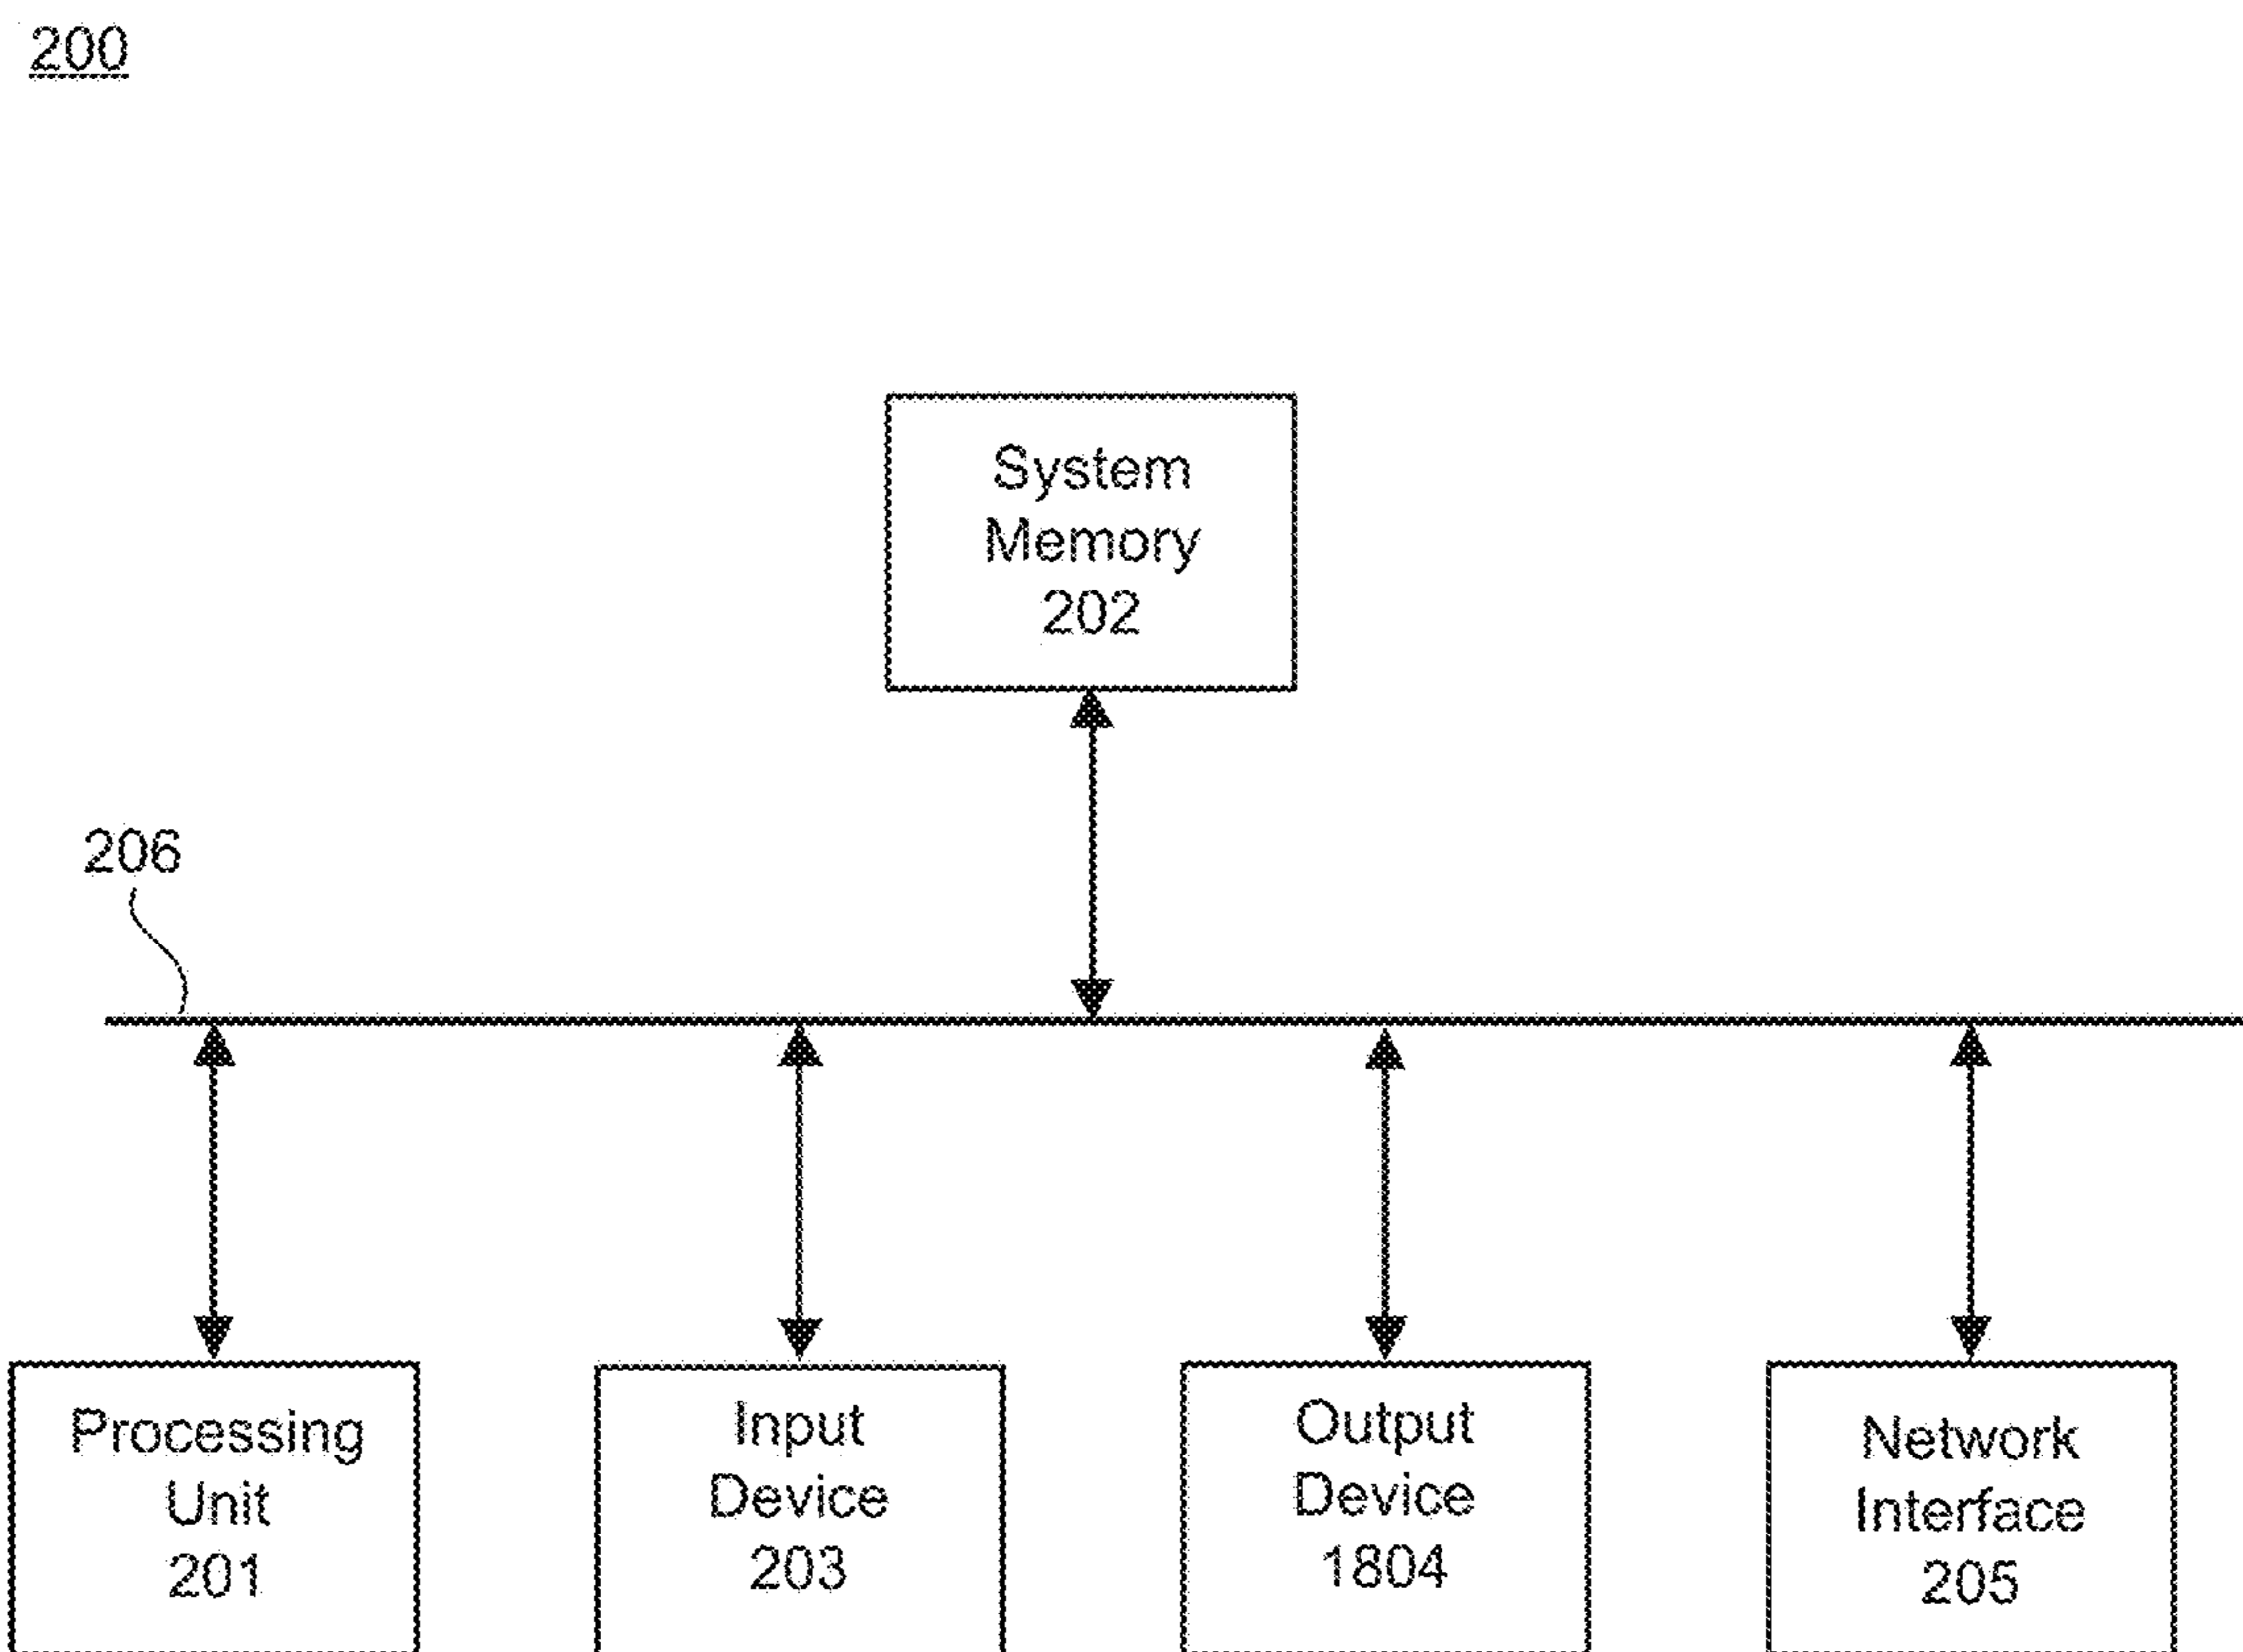 200
System
Memory
202
206
Processing
Unit
201
Input
Device
203
Output
Device
1804
Network
Interface
205